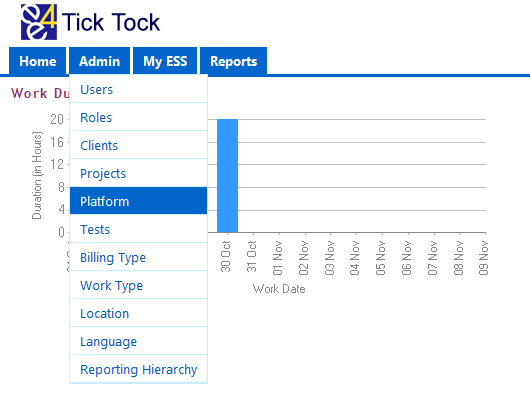 e4e Tick Tock
Home Admin My ESS Reports
Work Du
Users
Roles
Clients
Projects
Platform
Tests
Billing Type
Work Type
Location
Language
Reporting Hierarchy
Duration (in Hours)
20
16
12
8
4
0
30 Oct
31 Oct
01 Nov
02 Nov
03 Nov
04 Nov
05 Nov
06 Nov
07 Nov
08 Nov
09 Nov
Work Date